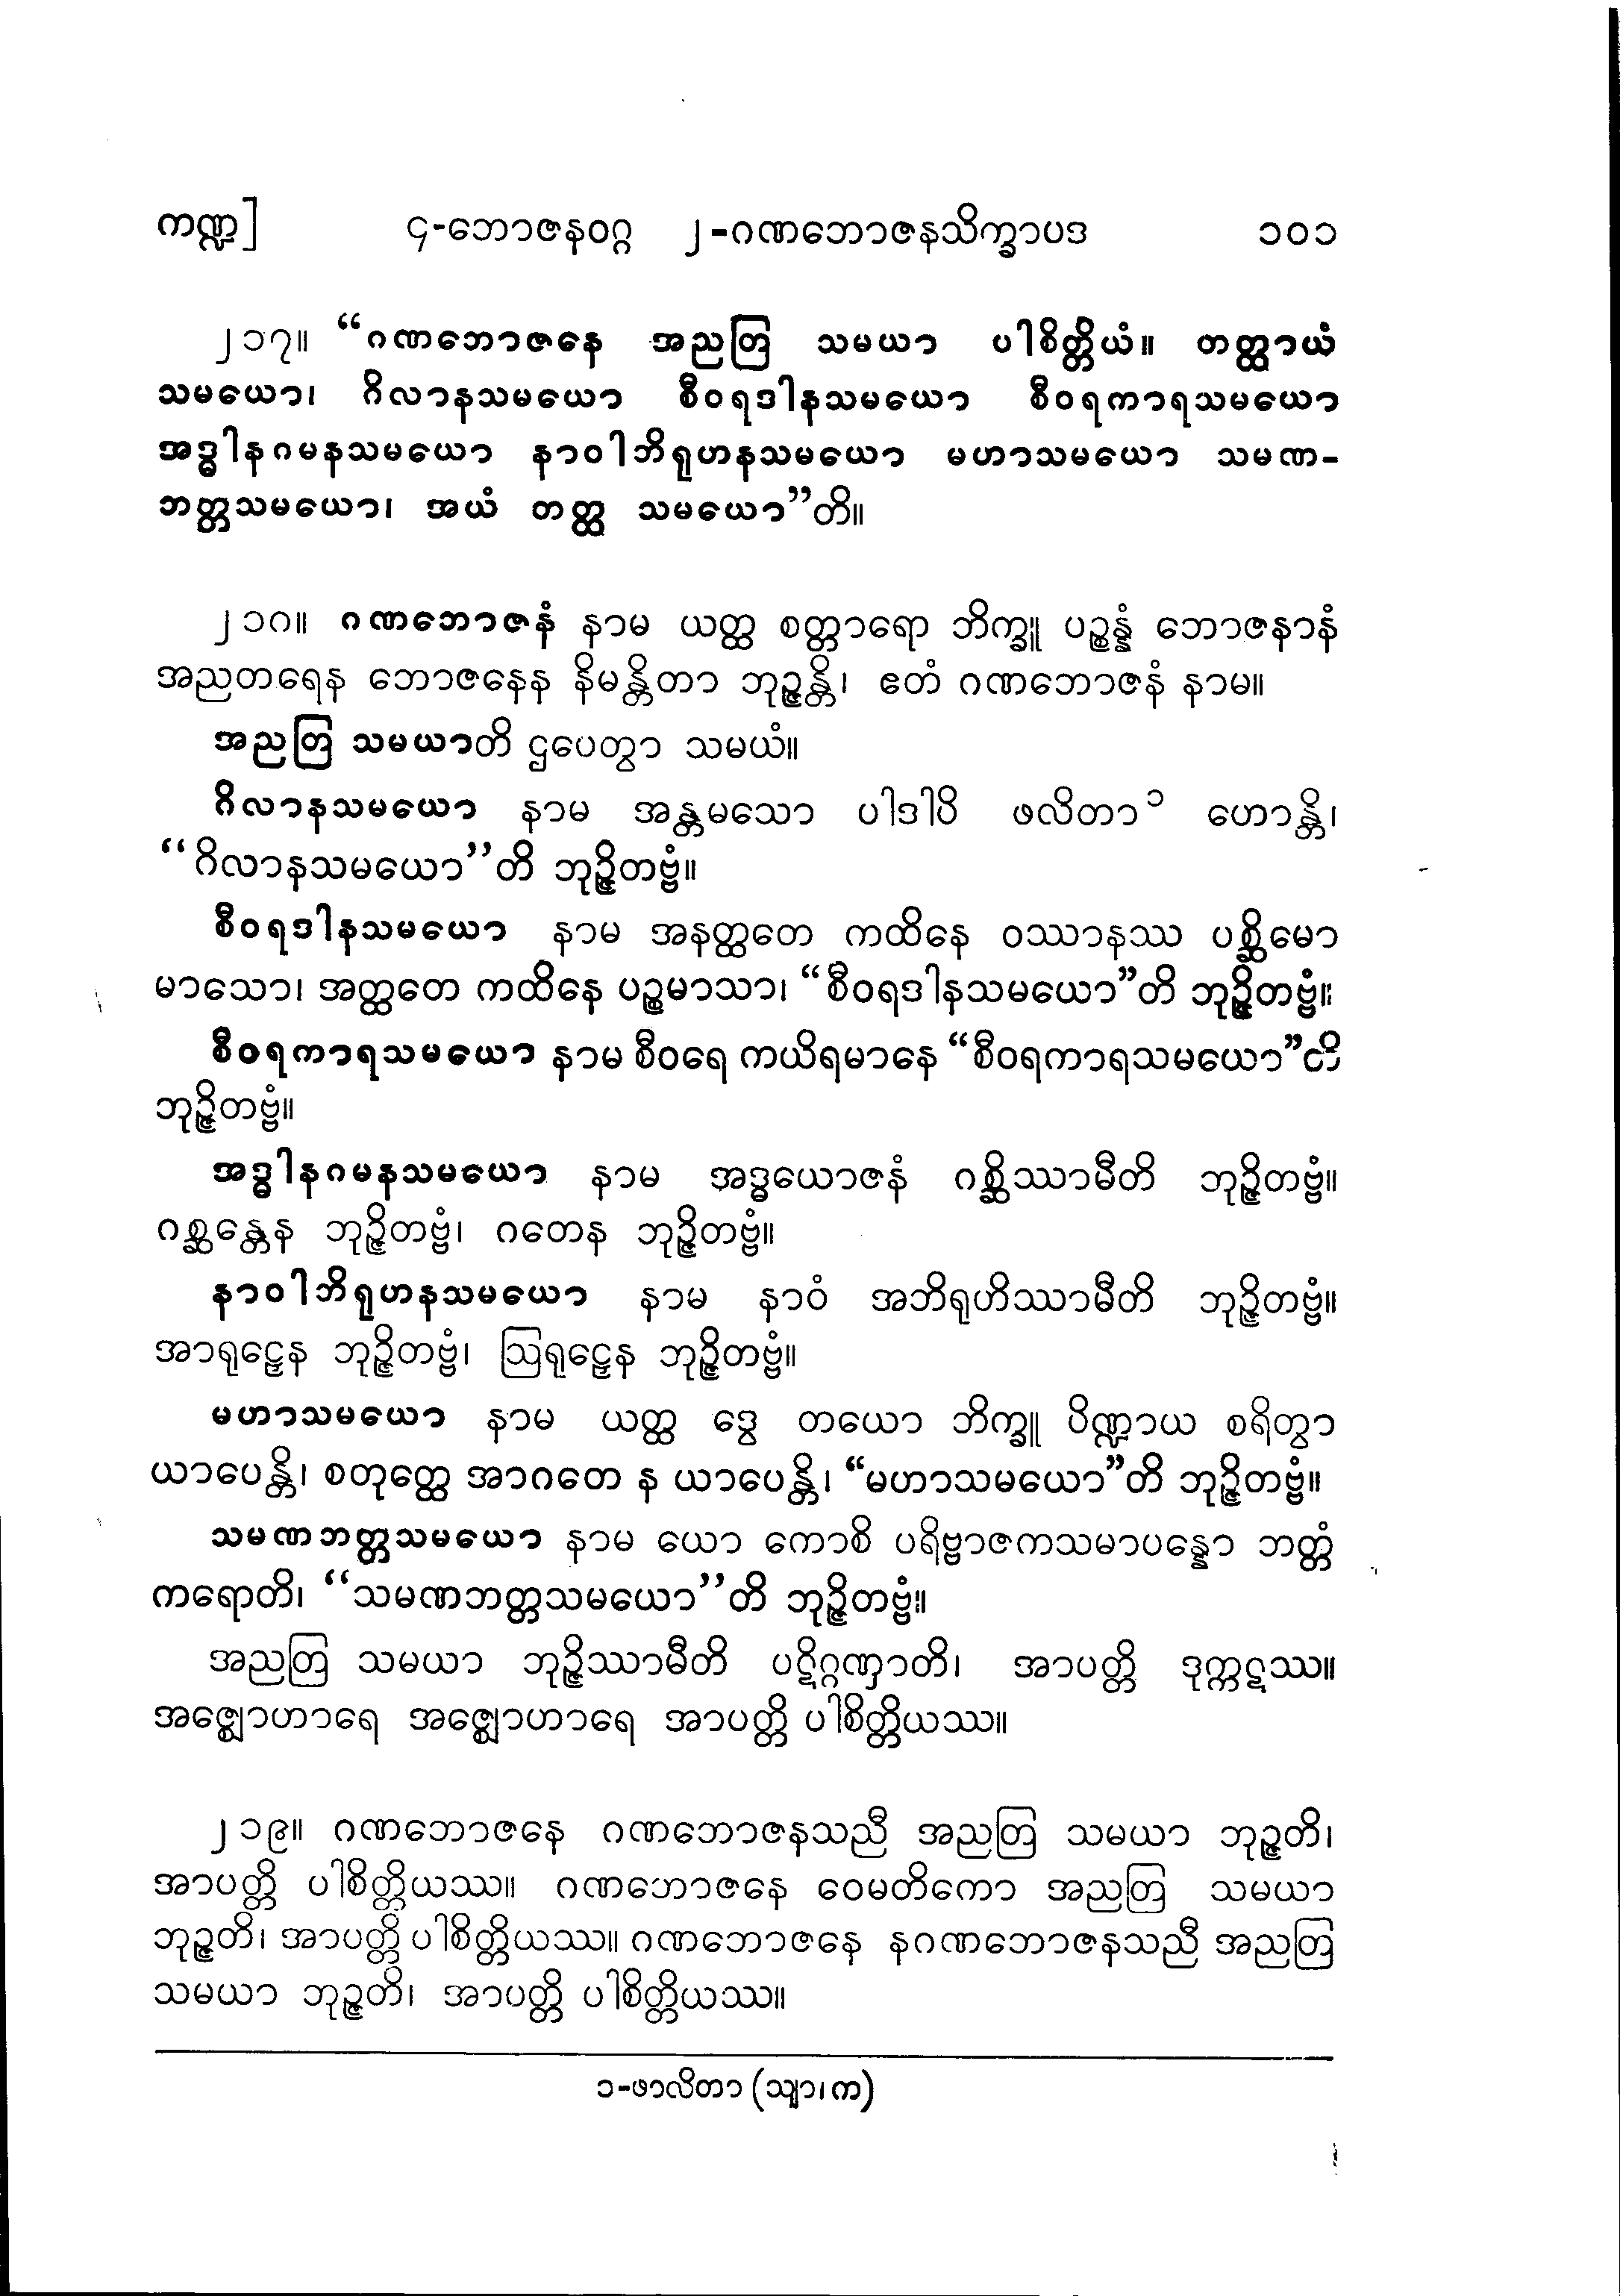 ကဏ္ဍ] ၄-ဘောဇနဝဂ္ဂ ၂-ဂဏဘောဇနသိက္ခာပဒ ၁၀၁
၂၁၇။ “ဂဏဘောဇနေ အညတြ သမယာ ပါစိတ္တိယံ။ တတ္ထာယံ
သမယော၊ ဂိလာနသမယော စီဝရဒါနသမယော စီဝရကာရသမယော
အဒ္ဓါနဂမနသမယော နာဝါဘိရုဟနသမယော မဟာသမယော သမဏ-
ဘတ္တသမယော၊ အယံ တတ္ထ သမယော”တိ။
၂၁၈။ ဂဏဘောဇနံ နာမ ယတ္ထ စတ္တာရော ဘိက္ခူ ပဉ္စန္နံ ဘောဇနာနံ
အညတရေန ဘောဇနေန နိမန္တိတာ ဘုဉ္ဇန္တိ၊ ဧတံ ဂဏဘောဇနံ နာမ။
အညတြ သမယာတိ ဌပေတွာ သမယံ။
ဂိလာနသမယော နာမ အန္တမသော ပါဒါပိ ဖလိတာ၁ ဟောန္တိ၊
“ဂိလာနသမယော”တိ ဘုဉ္ဇိတဗ္ဗံ။
စီဝရဒါနသမယော နာမ အနတ္ထတေ ကထိနေ ဝဿာနဿ ပစ္ဆိမော
မာသော၊ အတ္ထတေ ကထိနေ ပဉ္စမာသာ၊ “စီဝရဒါနသမယော”တိ ဘုဉ္ဇိတဗ္ဗံ။
စီဝရကာရသမယော နာမ စီဝရေ ကယိရမာနေ “စီဝရကာရသမယော”တိ
ဘုဉ္ဇိတဗ္ဗံ။
အဒ္ဓါနဂမနသမယော နာမ အဒ္ဓယောဇနံ ဂစ္ဆိဿာမီတိ ဘုဉ္ဇိတဗ္ဗံ။
ဂစ္ဆန္တေန ဘုဉ္ဇိတဗ္ဗံ၊ ဂတေန ဘုဉ္ဇိတဗ္ဗံ။
နာဝါဘိရုဟနသမယော နာမ နာဝံ အဘိရုဟိဿာမီတိ ဘုဉ္ဇိတဗ္ဗံ။
အာရုဠှေန ဘုဉ္ဇိတဗ္ဗံ၊ ဩရုဠှေန ဘုဉ္ဇိတဗ္ဗံ။
မဟာသမယော နာမ ယတ္ထ ဒွေ တယော ဘိက္ခူ ပိဏ္ဍာယ စရိတွာ
ယာပေန္တိ၊ စတုတ္ထေ အာဂတေ န ယာပေန္တိ၊ “မဟာသမယော”တိ ဘုဉ္ဇိတဗ္ဗံ။
သမဏဘတ္တသမယော နာမ ယော ကောစိ ပရိဗ္ဗာဇကသမာပန္နော ဘတ္တံ
ကရောတိ၊ “သမဏဘတ္တသမယော”တိ ဘုဉ္ဇိတဗ္ဗံ။
အညတြ သမယာ ဘုဉ္ဇိဿာမီတိ ပဋိဂ္ဂဏှာတိ၊ အာပတ္တိ ဒုက္ကဋဿ။
အဇ္ဈောဟာရေ အဇ္ဈောဟာရေ အာပတ္တိ ပါစိတ္တိယဿ။
၂၁၉။ ဂဏဘောဇနေ ဂဏဘောဇနသညီ အညတြ သမယာ ဘုဉ္ဇတိ၊
အာပတ္တိ ပါစိတ္တိယဿ။ ဂဏဘောဇနေ ဝေမတိကော အညတြ သမယာ
ဘုဉ္ဇတိ၊ အာပတ္တိ ပါစိတ္တိယဿ။ ဂဏဘောဇနေ နဂဏဘောဇနသညီ အညတြ
သမယာ ဘုဉ္ဇတိ၊ အာပတ္တိ ပါစိတ္တိယဿ။
၁-ဖာလိတာ (သျာ၊ က)